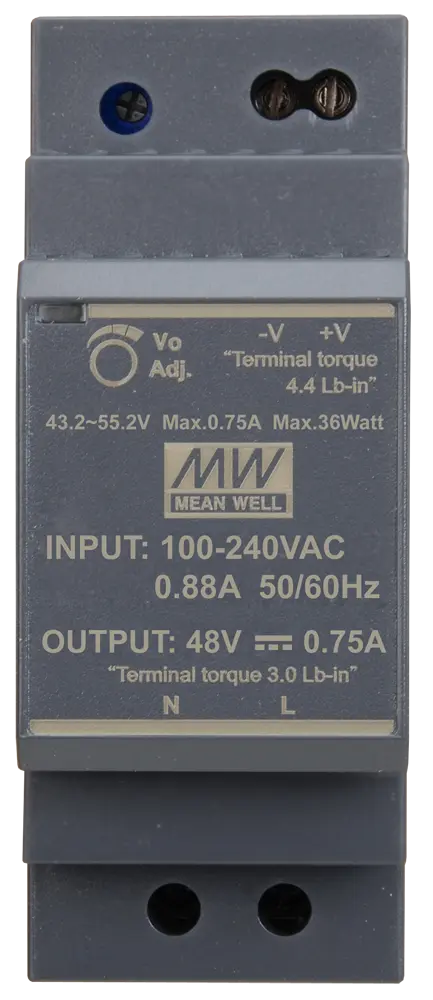 Vo
Adj.
-V +V
“Terminal torque
4.4 Lb-in”
43.2~55.2V Max.0.75A Max.36Watt
MW
MEAN WELL
INPUT: 100-240VAC
0.88A 50/60Hz
OUTPUT: 48V ⎓ 0.75A
“Terminal torque 3.0 Lb-in”
N L